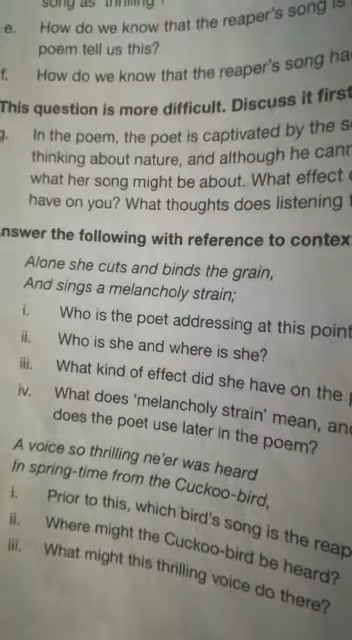 song as thrilling?
e. How do we know that the reaper's song is
poem tell us this?
f. How do we know that the reaper's song ha
This question is more difficult. Discuss it first
g. In the poem, the poet is captivated by the s
thinking about nature, and although he cann
what her song might be about. What effect
have on you? What thoughts does listening
nswer the following with reference to contex
Alone she cuts and binds the grain,
And sings a melancholy strain;
i. Who is the poet addressing at this point
ii. Who is she and where is she?
iii. What kind of effect did she have on the
iv. What does 'melancholy strain' mean, and
does the poet use later in the poem?
A voice so thrilling ne'er was heard
In spring-time from the Cuckoo-bird,
i. Prior to this, which bird's song is the reap
ii. Where might the Cuckoo-bird be heard?
iii. What might this thrilling voice do there?